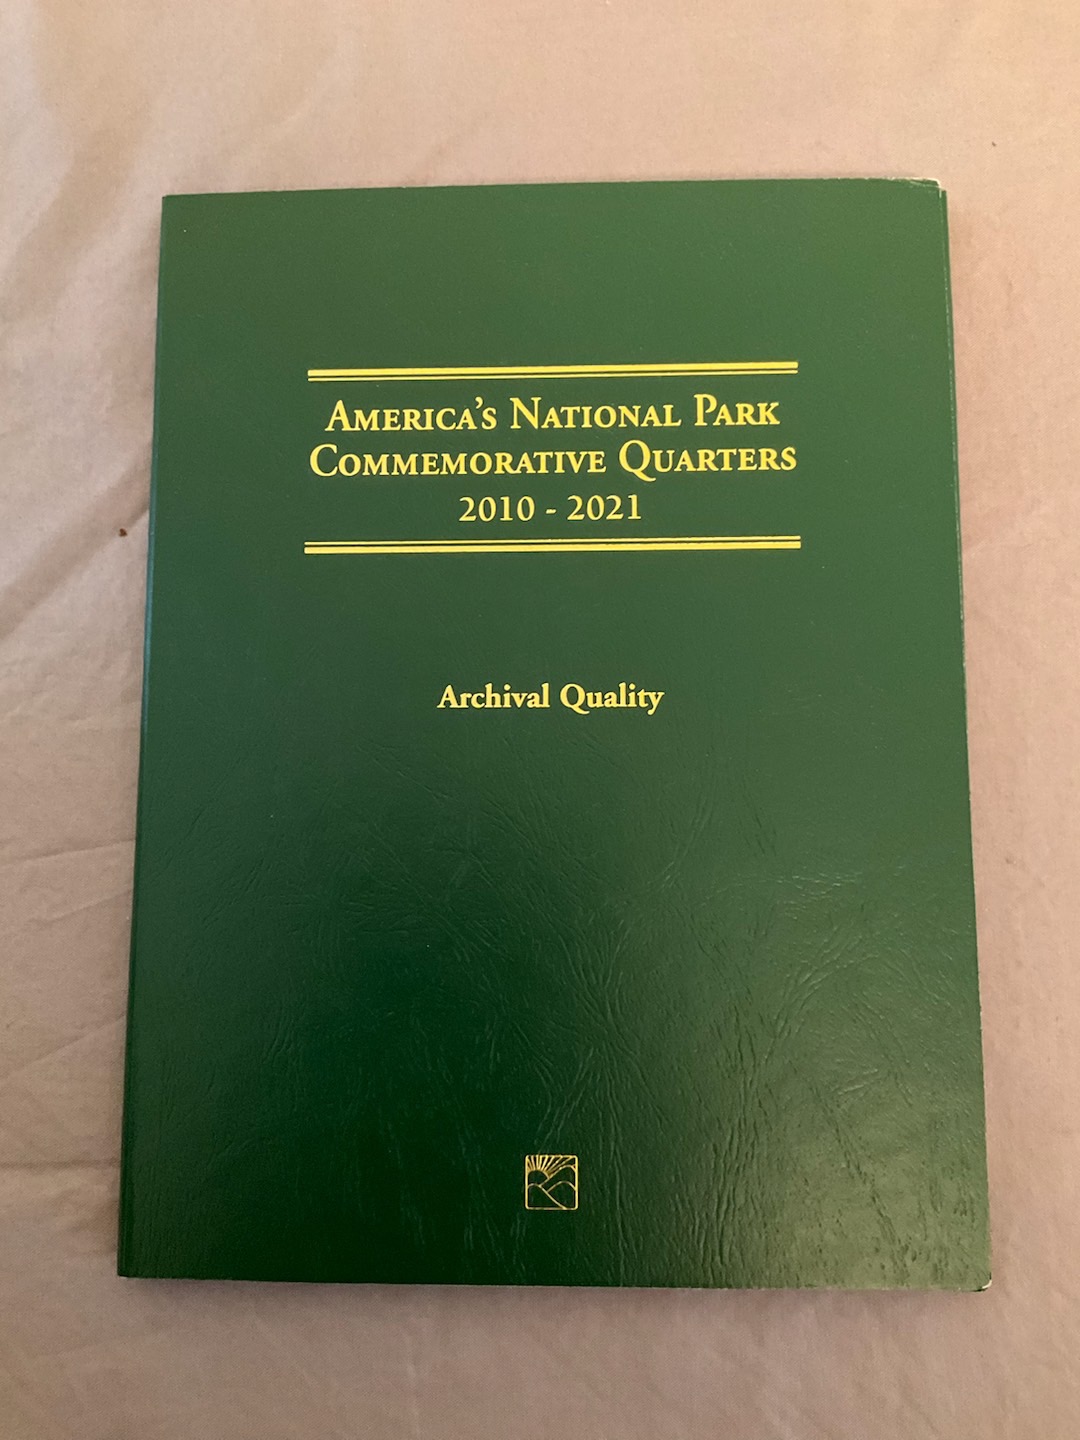 America's National Park
Commemorative Quarters
2010 - 2021
Archival Quality